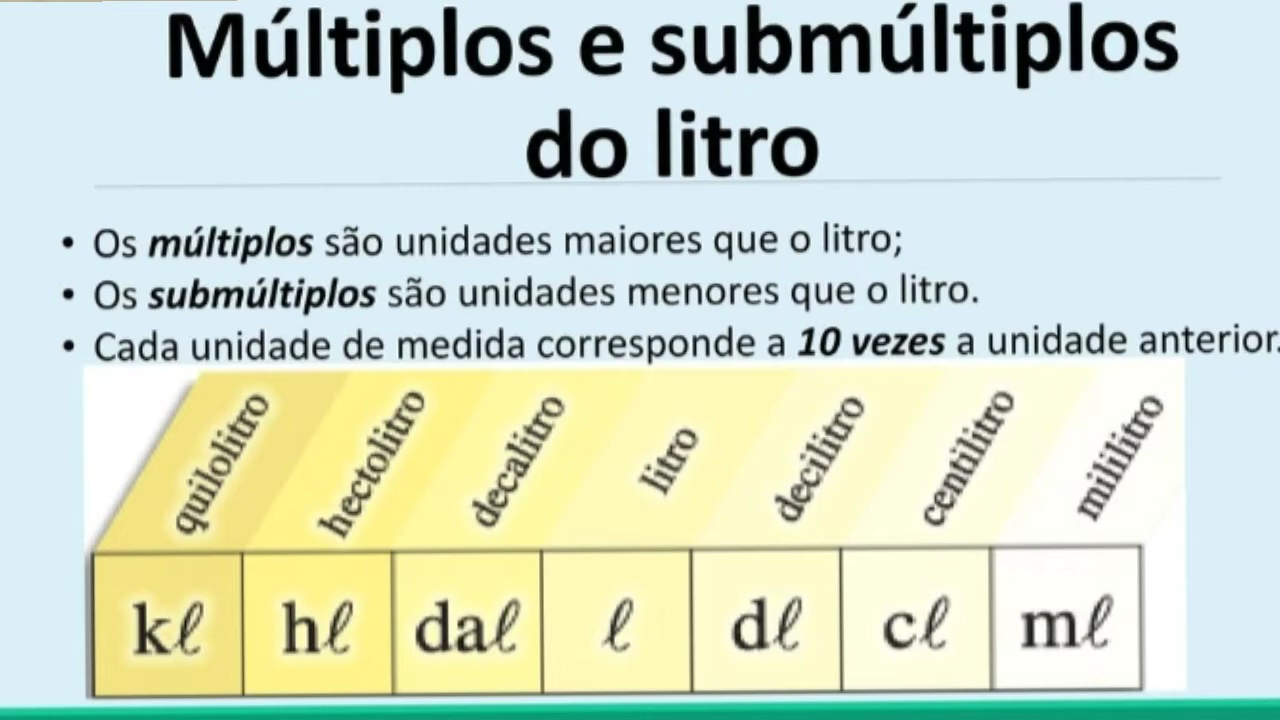 Múltiplos e submúltiplos
do litro
• Os múltiplos são unidades maiores que o litro;
• Os submúltiplos são unidades menores que o litro.
• Cada unidade de medida corresponde a 10 vezes a unidade anterior.
quilolitro hectolitro decalitro litro decilitro centilitro mililitro
kℓ hℓ daℓ ℓ dℓ cℓ mℓ